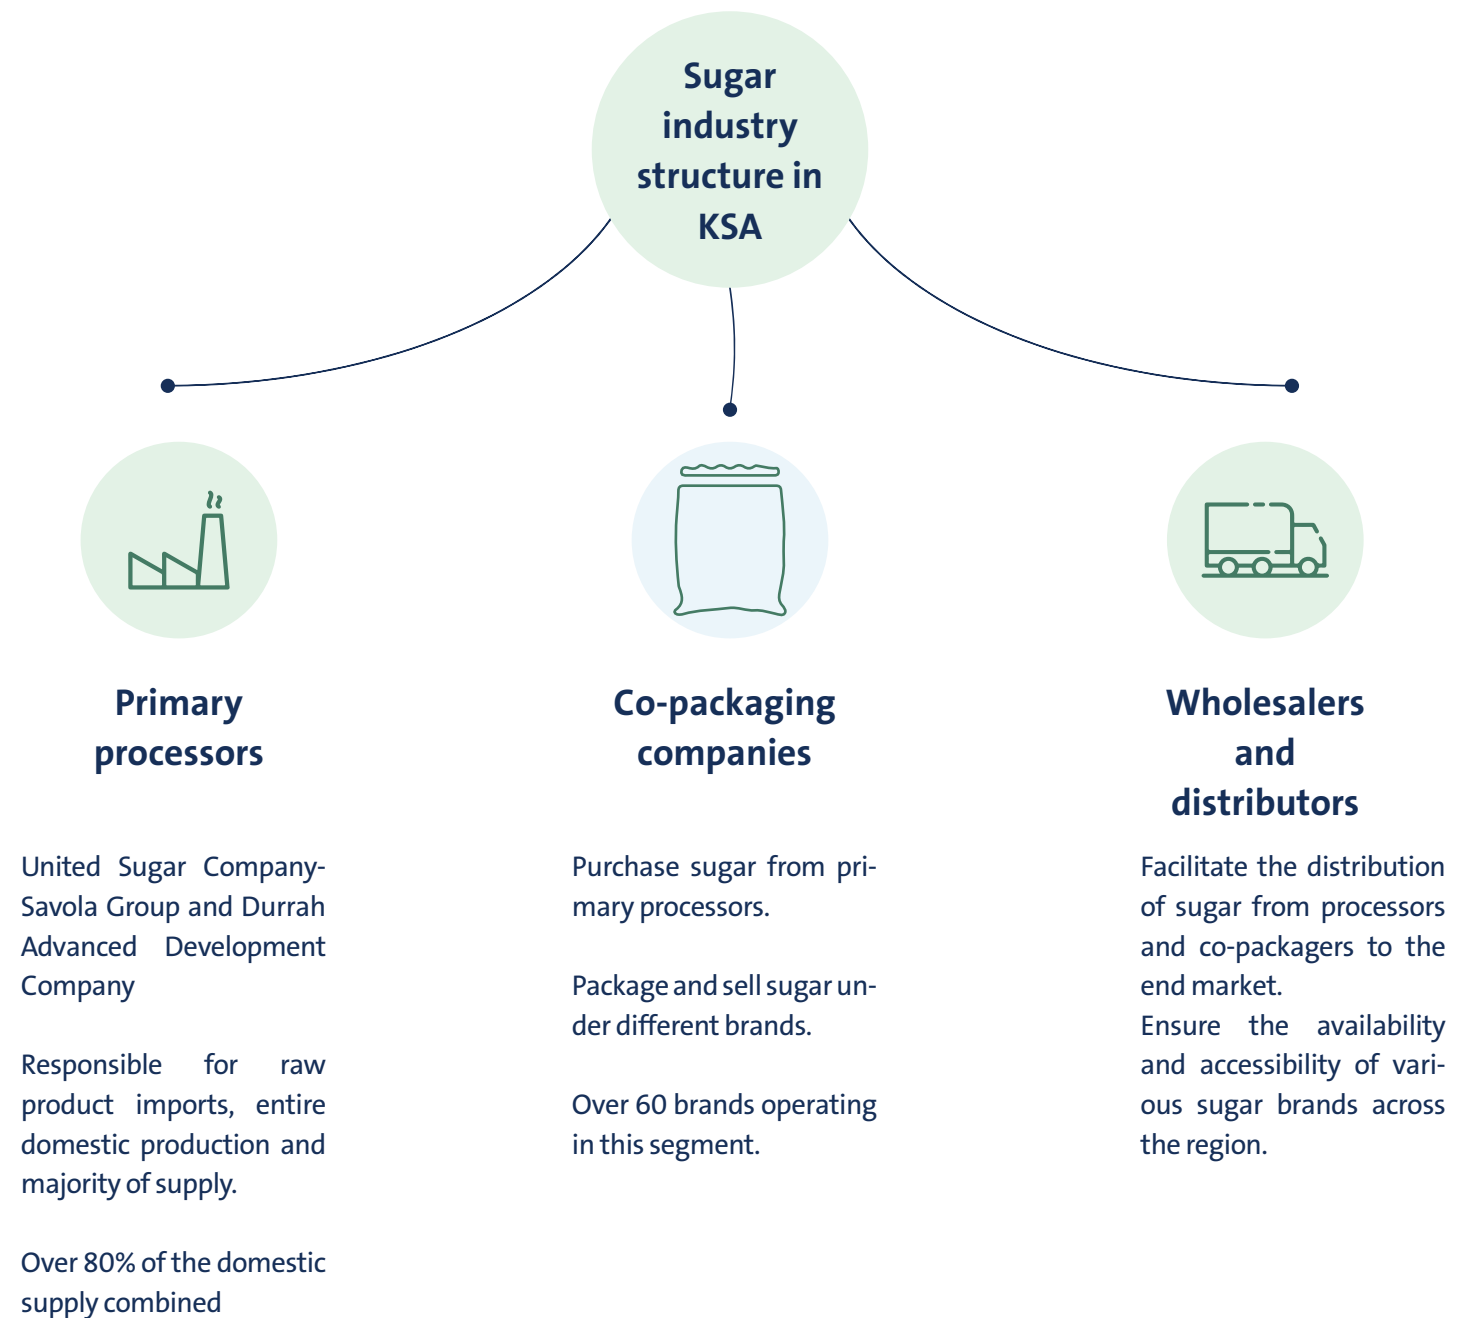 Sugar
industry
structure in
KSA
Primary
processors
United Sugar Company-
Savola Group and Durrah
Advanced Development
Company
Responsible for raw
product imports, entire
domestic production and
majority of supply.
Over 80% of the domestic
supply combined
Co-packaging
companies
Purchase sugar from pri-
mary processors.
Package and sell sugar un-
der different brands.
Over 60 brands operating
in this segment.
Wholesalers
and
distributors
Facilitate the distribution
of sugar from processors
and co-packagers to the
end market.
Ensure the availability
and accessibility of vari-
ous sugar brands across
the region.